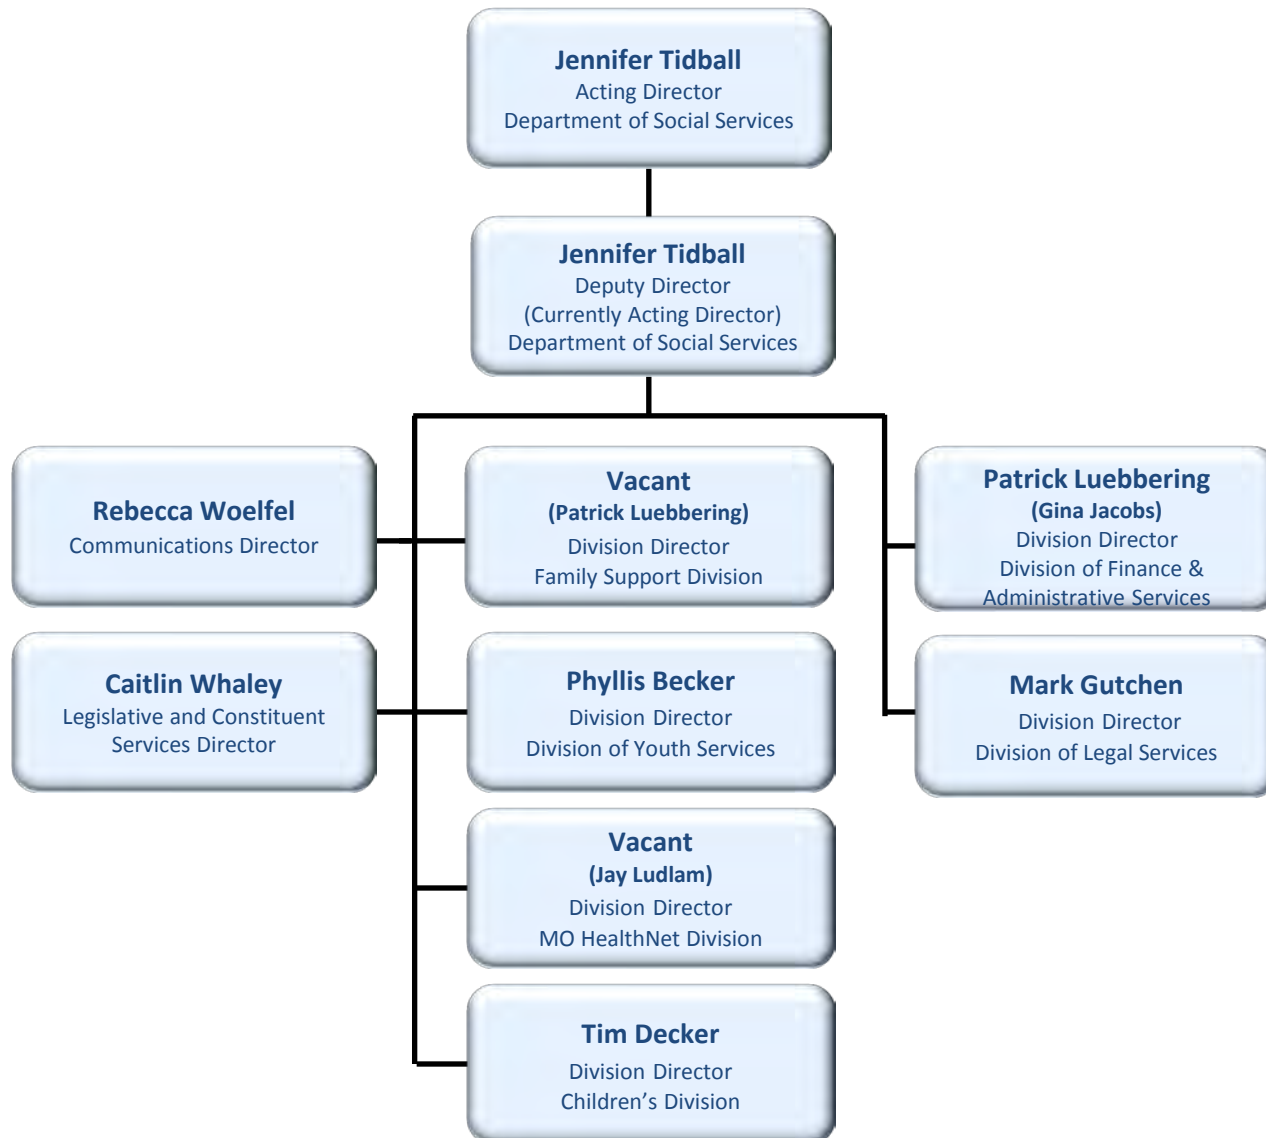 Jennifer Tidball
Acting Director
Department of Social Services
Jennifer Tidball
Deputy Director
(Currently Acting Director)
Department of Social Services
Rebecca Woelfel
Communications Director
Vacant
(Patrick Luebbering)
Division Director
Family Support Division
Patrick Luebbering
(Gina Jacobs)
Division Director
Division of Finance &
Administrative Services
Caitlin Whaley
Legislative and Constituent
Services Director
Phyllis Becker
Division Director
Division of Youth Services
Mark Gutchen
Division Director
Division of Legal Services
Vacant
(Jay Ludlam)
Division Director
MO HealthNet Division
Tim Decker
Division Director
Children’s Division